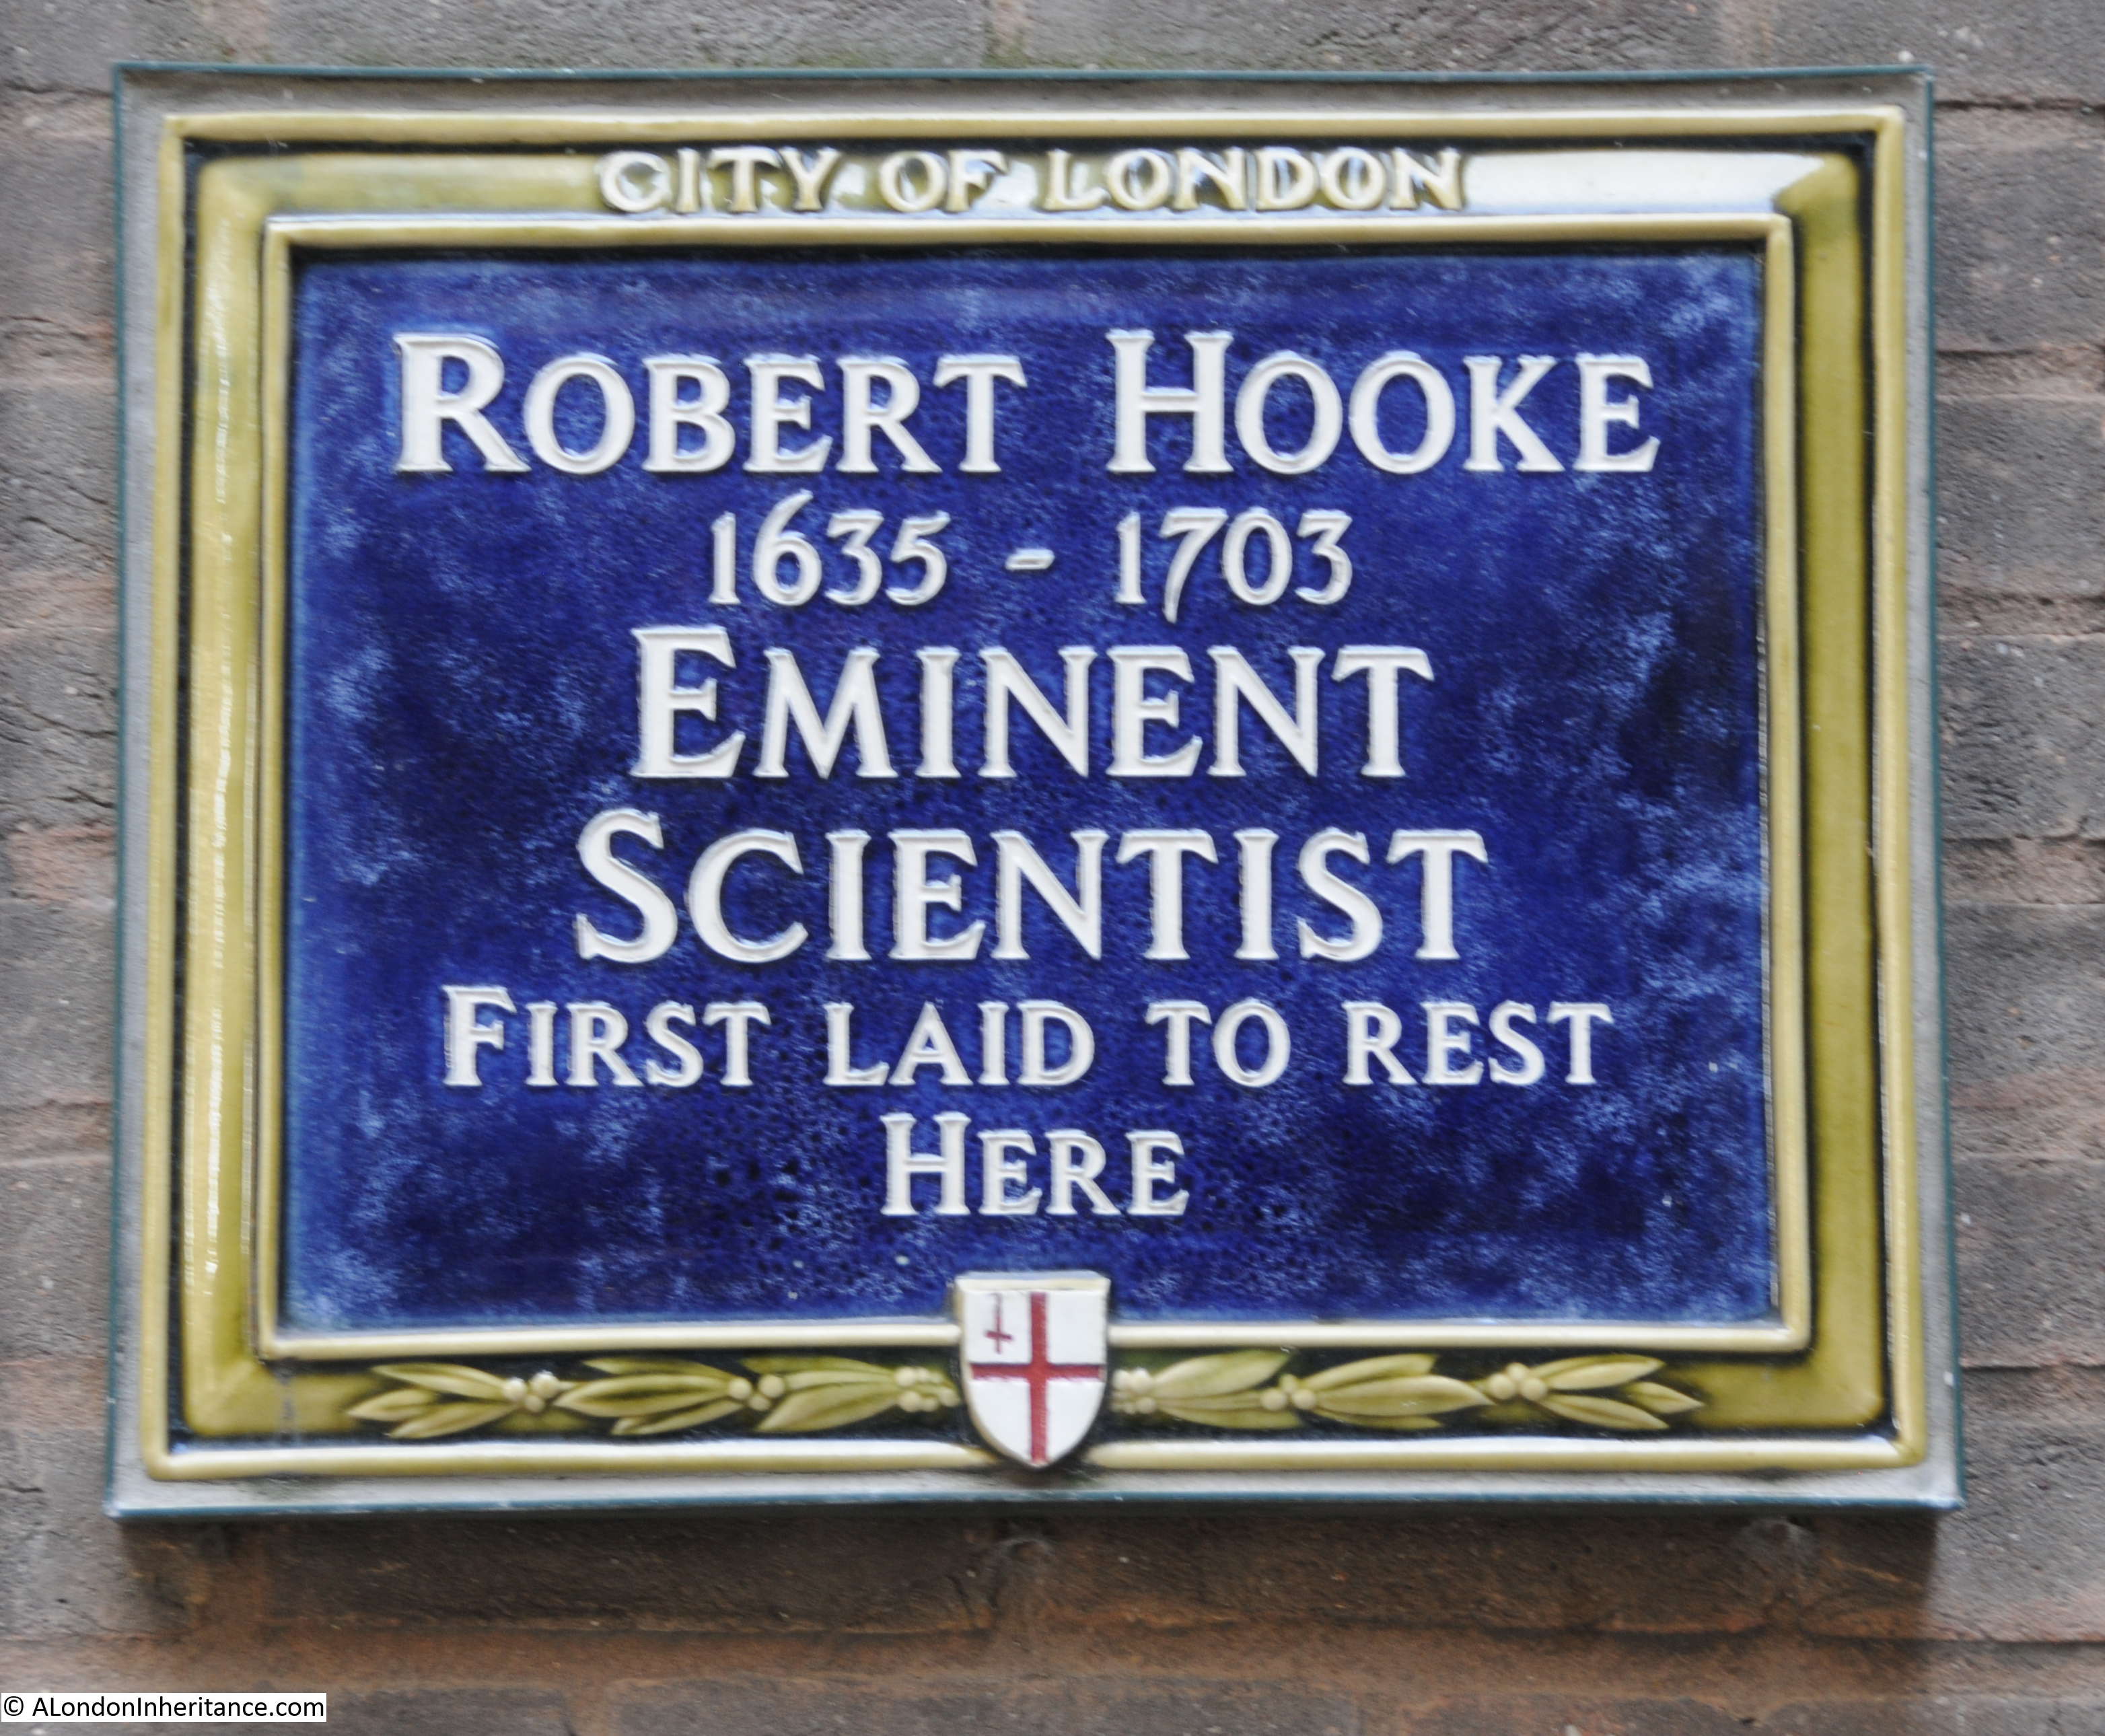 CITY OF LONDON
ROBERT HOOKE
1635 - 1703
EMINENT
SCIENTIST
FIRST LAID TO REST
HERE
© ALondonInheritance.com